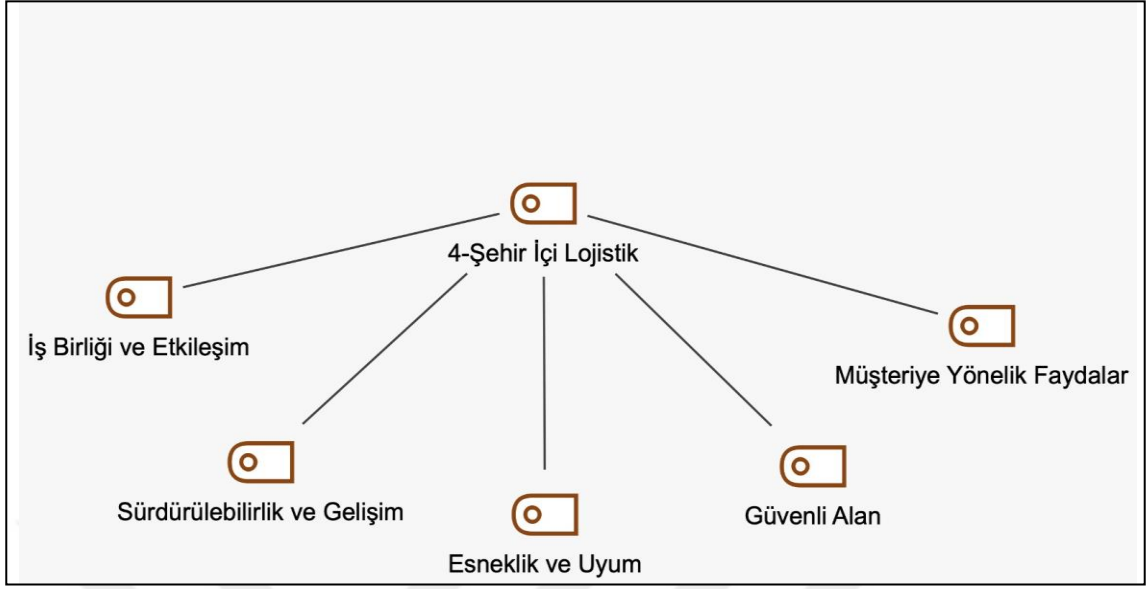 4-Şehir İçi Lojistik
İş Birliği ve Etkileşim
Müşteriye Yönelik Faydalar
Sürdürülebilirlik ve Gelişim
Güvenli Alan
Esneklik ve Uyum